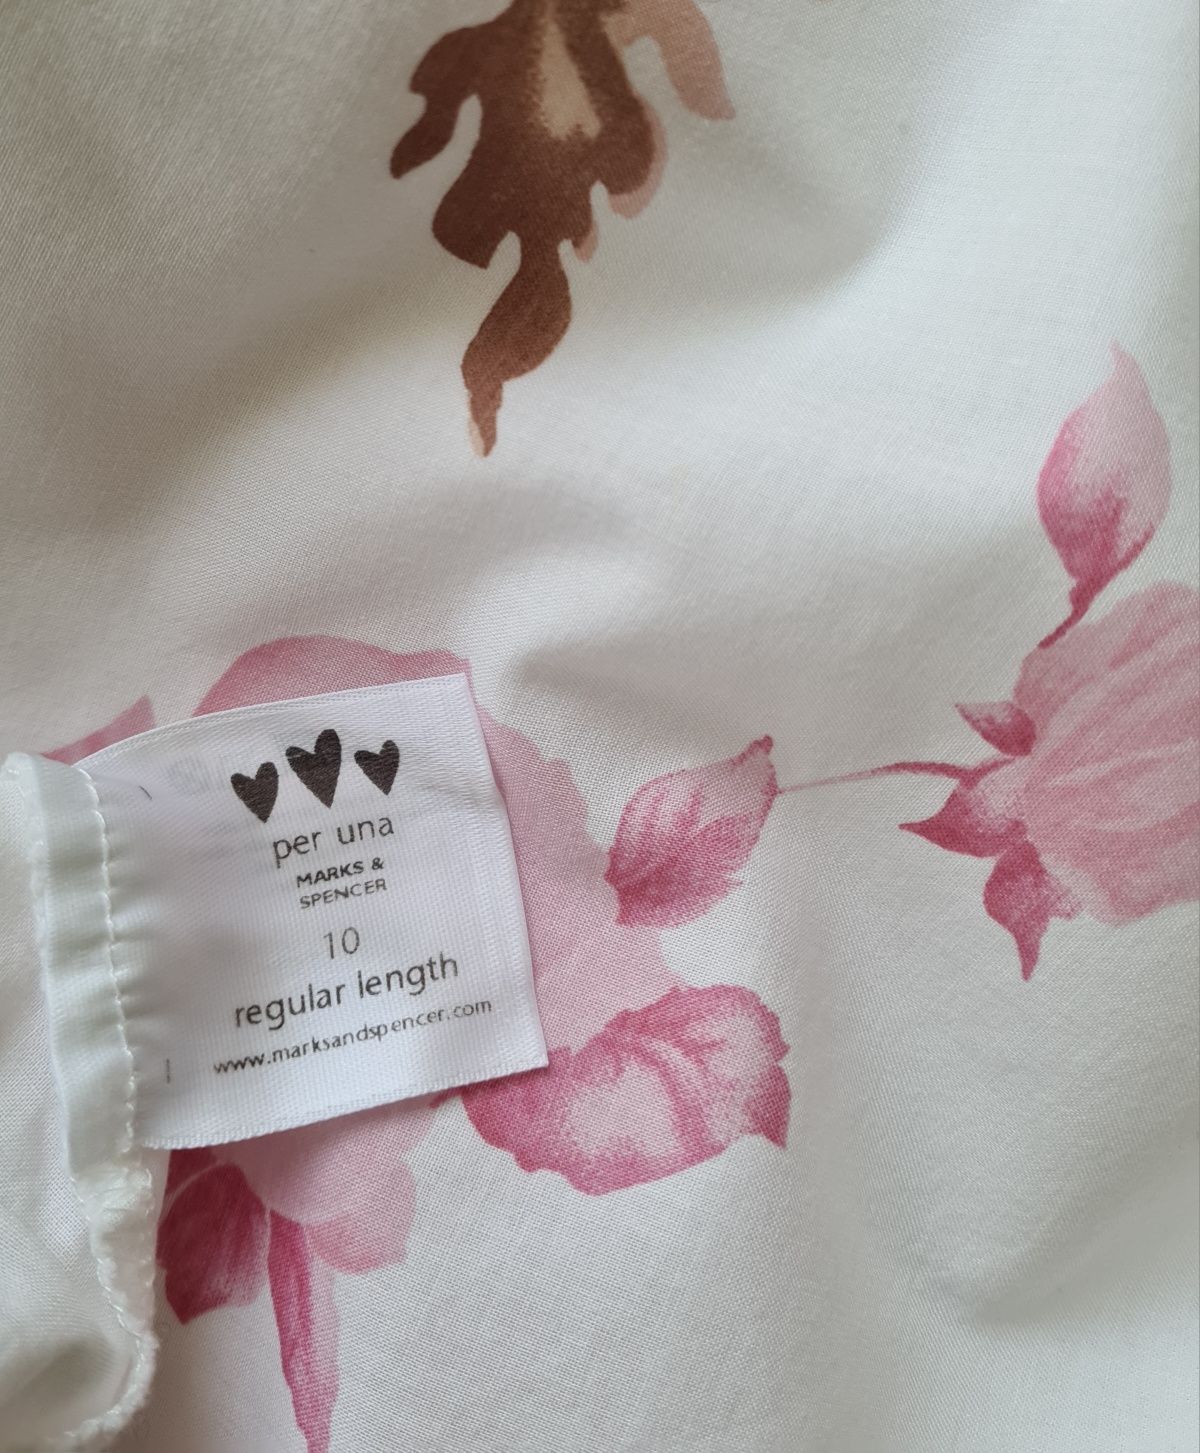 per una
MARKS &
SPENCER
10
regular length
www.marksandspencer.com